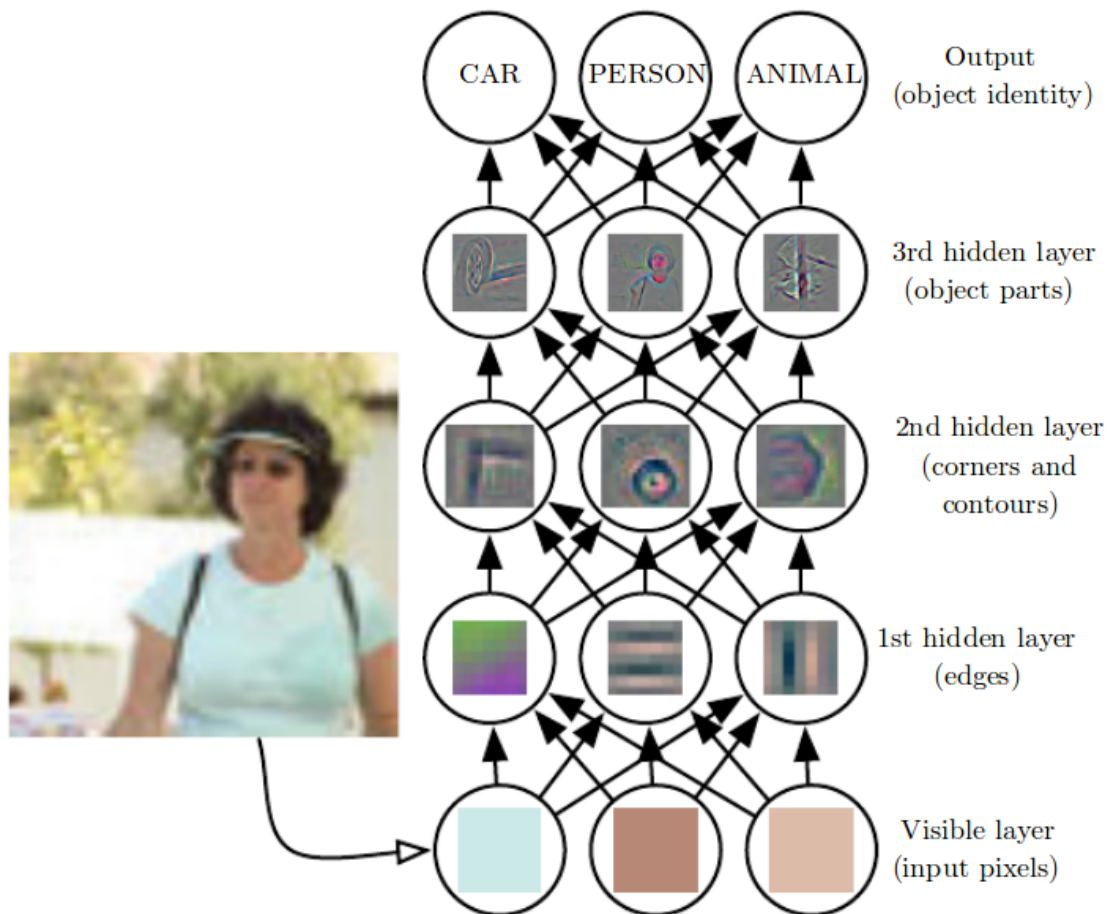 CAR
PERSON
ANIMAL
Output
(object identity)
3rd hidden layer
(object parts)
2nd hidden layer
(corners and
contours)
1st hidden layer
(edges)
Visible layer
(input pixels)